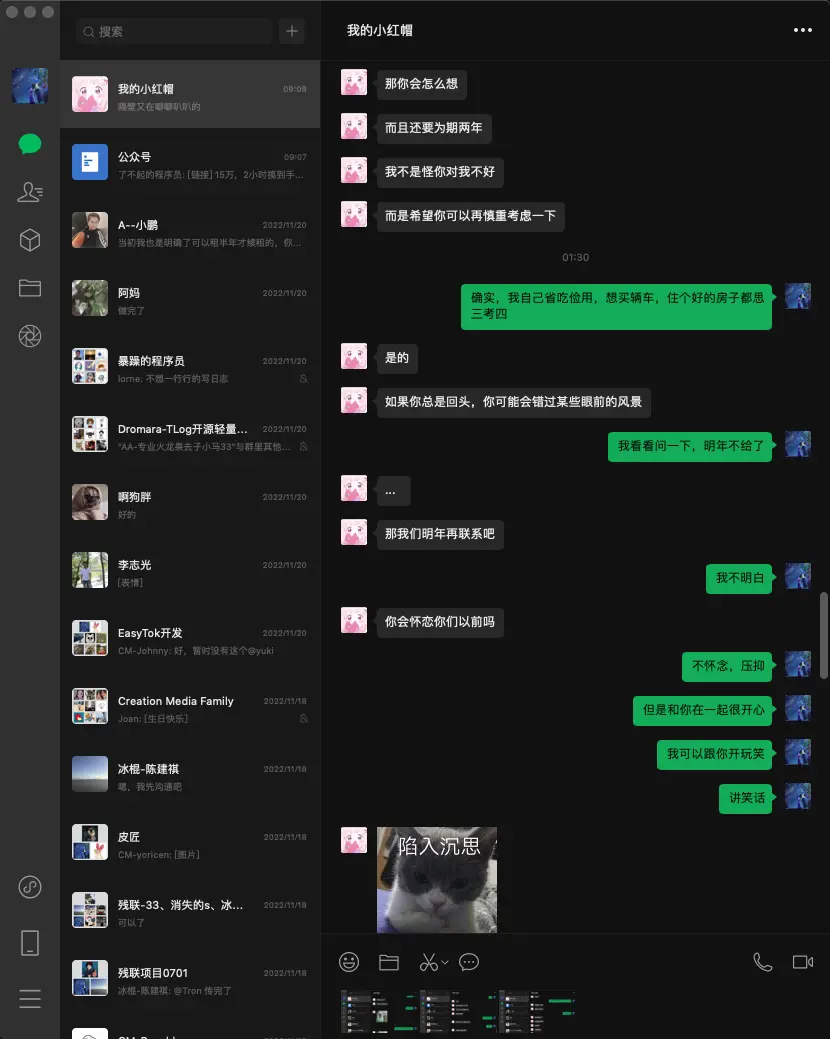 搜索
我的小红帽
09:08
隔壁又在唧唧叭叭的
公众号
09:07
了不起的程序员: [链接] 15万，2小时搞到手...
A--小鹏
2022/11/20
当初我也是明确了可以租半年才续租的，你...
阿妈
2022/11/20
做完了
暴躁的程序员
2022/11/20
lorne: 不想一行行的写日志
Dromara-TLog开源轻量...
2022/11/20
“AA-专业火龙果去子小马33”与群里其他...
啊狗胖
2022/11/20
好的
李志光
2022/11/20
[表情]
EasyTok开发
2022/11/20
CM-Johnny: 好，暂时没有这个@yuki
Creation Media Family
2022/11/18
Joan: [生日快乐]
冰棍-陈建祺
2022/11/18
嗯，我先沟通吧
皮匠
2022/11/18
CM-yoricen: [图片]
残联-33、消失的s、冰...
2022/11/18
可以了
残联项目0701
2022/11/18
冰棍-陈建祺: @Tron 传完了
我的小红帽
那你会怎么想
而且还要为期两年
我不是怪你对我不好
而是希望你可以再慎重考虑一下
01:30
确实，我自己省吃俭用，想买辆车，住个好的房子都思
三考四
是的
如果你总是回头，你可能会错过某些眼前的风景
我看看问一下，明年不给了
...
那我们明年再联系吧
我不明白
你会怀恋你们以前吗
不怀念，压抑
但是和你在一起很开心
我可以跟你开玩笑
讲笑话
陷入沉思